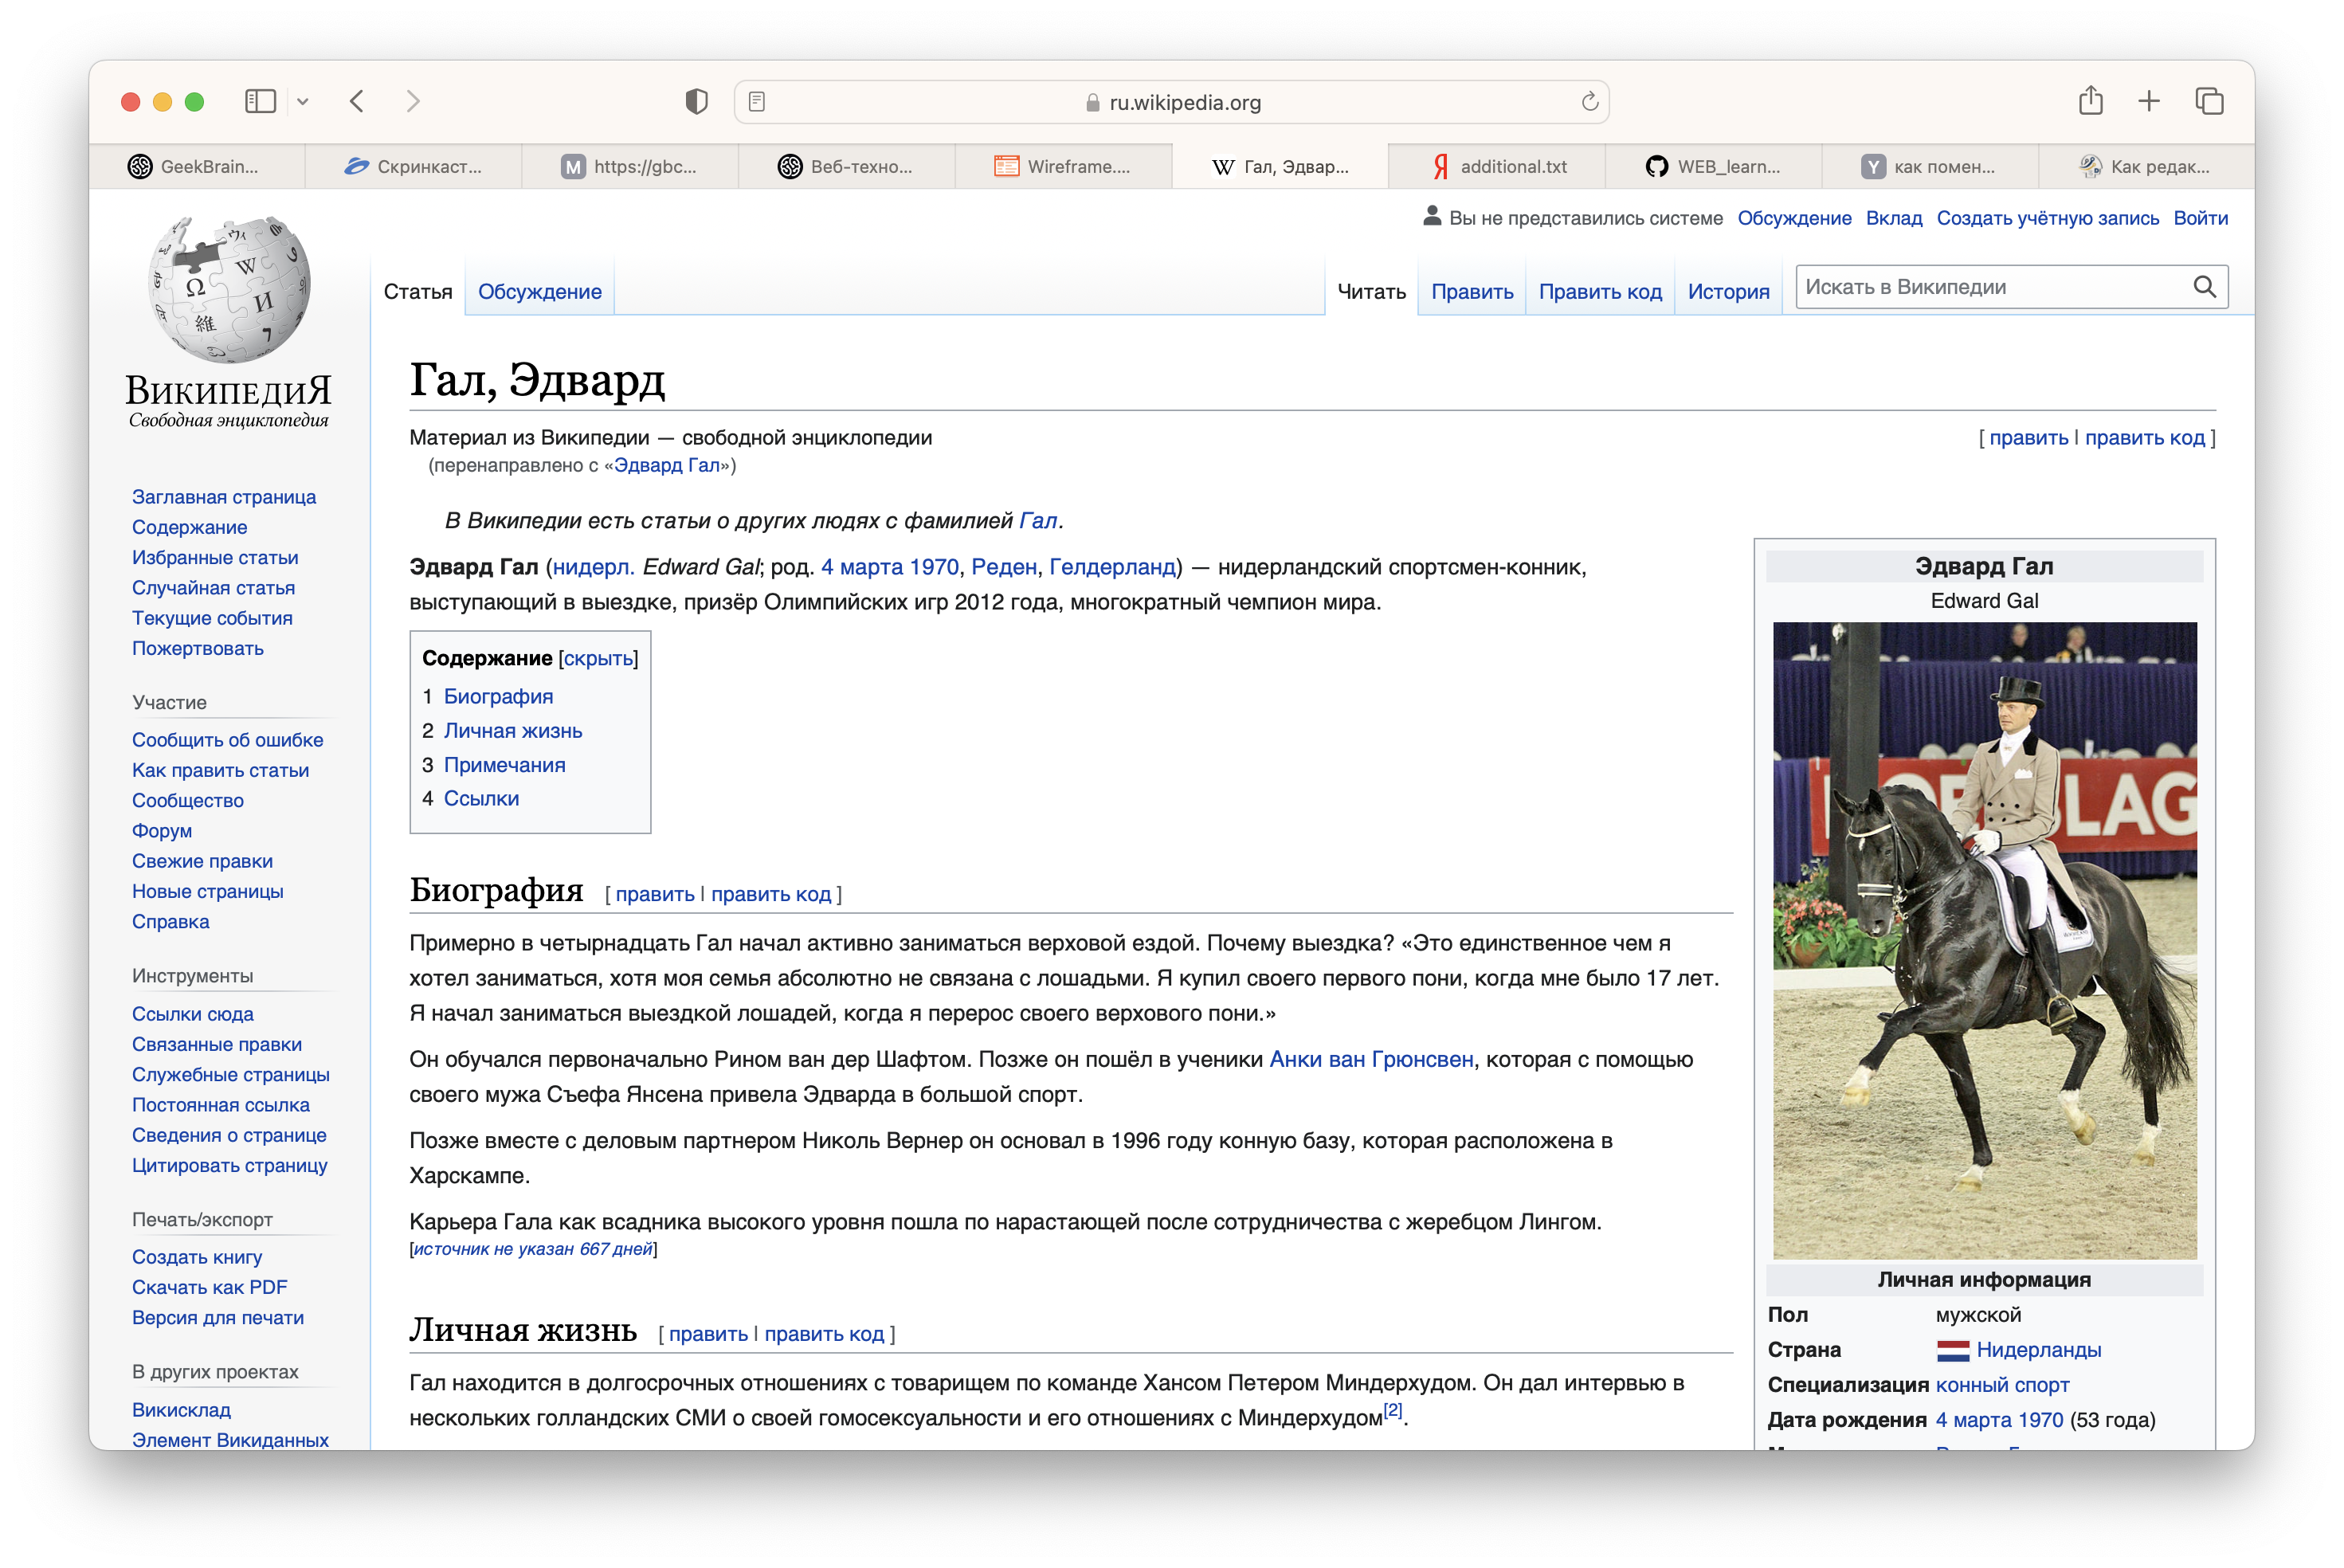 ru.wikipedia.org
GeekBrain...
Скринкаст...
M
https://gbc...
Веб-техно...
Wireframe....
W
Гал, Эдвар...
Я
additional.txt
WEB_learn...
Y
как помен...
Как редак...
Вы не представились системе Обсуждение Вклад Создать учётную запись Войти
Статья Обсуждение
Читать Править Править код История
Искать в Википедии
Ω W И 維
ВИКИПЕДИЯ
Свободная энциклопедия
Заглавная страница
Содержание
Избранные статьи
Случайная статья
Текущие события
Пожертвовать
Участие
Сообщить об ошибке
Как править статьи
Сообщество
Форум
Свежие правки
Новые страницы
Справка
Инструменты
Ссылки сюда
Связанные правки
Служебные страницы
Постоянная ссылка
Сведения о странице
Цитировать страницу
Печать/экспорт
Создать книгу
Скачать как PDF
Версия для печати
В других проектах
Викисклад
Элемент Викиданных
Гал, Эдвард
Материал из Википедии — свободной энциклопедии
[ править | править код ]
(перенаправлено с «Эдвард Гал»)
В Википедии есть статьи о других людях с фамилией Гал.
Эдвард Гал (нидерл. Edward Gal; род. 4 марта 1970, Реден, Гелдерланд) — нидерландский спортсмен-конник,
выступающий в выездке, призёр Олимпийских игр 2012 года, многократный чемпион мира.
Содержание [скрыть]
1 Биография
2 Личная жизнь
3 Примечания
4 Ссылки
Биография [ править | править код ]
Примерно в четырнадцать Гал начал активно заниматься верховой ездой. Почему выездка? «Это единственное чем я
хотел заниматься, хотя моя семья абсолютно не связана с лошадьми. Я купил своего первого пони, когда мне было 17 лет.
Я начал заниматься выездкой лошадей, когда я перерос своего верхового пони.»
Он обучался первоначально Рином ван дер Шафтом. Позже он пошёл в ученики Анки ван Грюнсвен, которая с помощью
своего мужа Съефа Янсена привела Эдварда в большой спорт.
Позже вместе с деловым партнером Николь Вернер он основал в 1996 году конную базу, которая расположена в
Харскампе.
Карьера Гала как всадника высокого уровня пошла по нарастающей после сотрудничества с жеребцом Лингом.
[источник не указан 667 дней]
Личная жизнь [ править | править код ]
Гал находится в долгосрочных отношениях с товарищем по команде Хансом Петером Миндерхудом. Он дал интервью в
нескольких голландских СМИ о своей гомосексуальности и его отношениях с Миндерхудом[2].
Эдвард Гал
Edward Gal
LAG
Личная информация
Пол мужской
Страна Нидерланды
Специализация конный спорт
Дата рождения 4 марта 1970 (53 года)